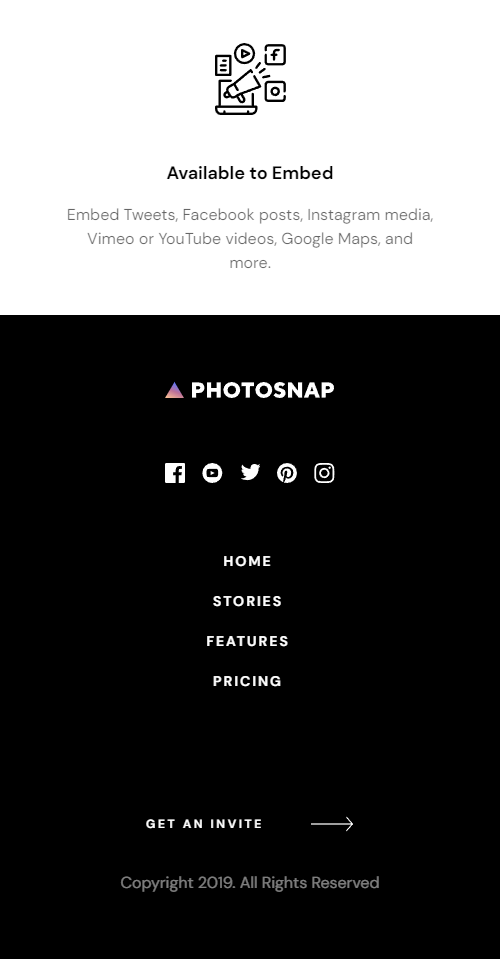 Available to Embed
Embed Tweets, Facebook posts, Instagram media,
Vimeo or YouTube videos, Google Maps, and
more.
PHOTOSNAP
HOME
STORIES
FEATURES
PRICING
GET AN INVITE
Copyright 2019. All Rights Reserved